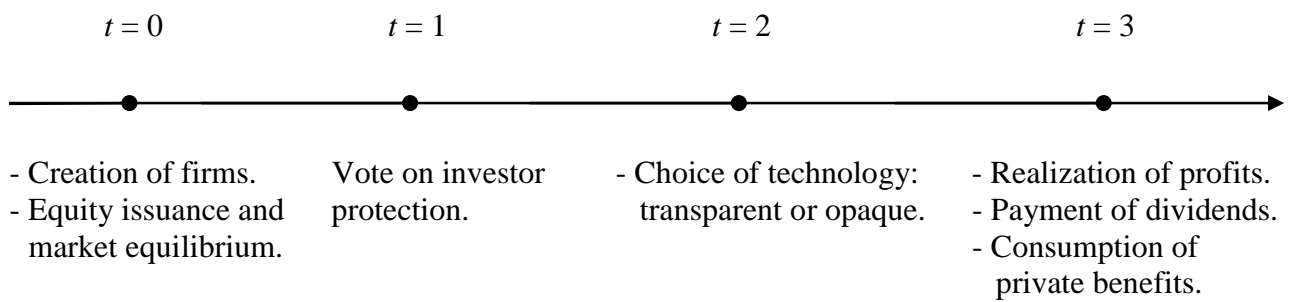 t = 0
t = 1
t = 2
t = 3
- Creation of firms.
- Equity issuance and
market equilibrium.
Vote on investor
protection.
- Choice of technology:
transparent or opaque.
- Realization of profits.
- Payment of dividends.
- Consumption of
private benefits.